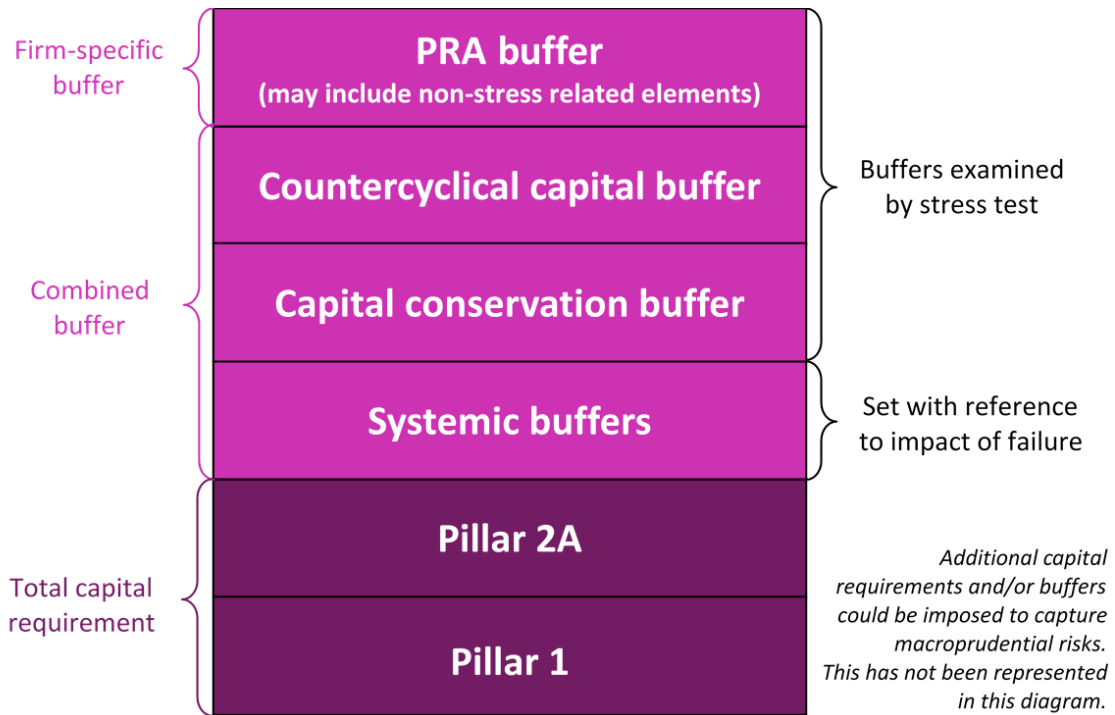 Firm-specific
buffer
PRA buffer
(may include non-stress related elements)
Countercyclical capital buffer
Buffers examined
by stress test
Combined
buffer
Capital conservation buffer
Systemic buffers
Set with reference
to impact of failure
Total capital
requirement
Pillar 2A
Pillar 1
Additional capital
requirements and/or buffers
could be imposed to capture
macroprudential risks.
This has not been represented
in this diagram.